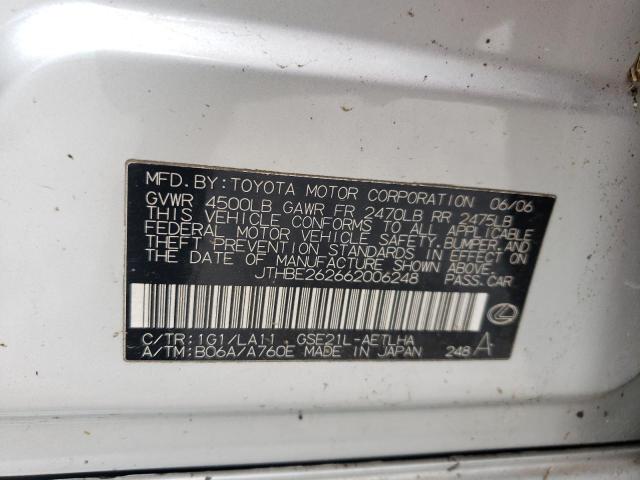 MFD. BY: TOYOTA MOTOR CORPORATION 06/06
GVWR 4500LB GAWR FR 2470LB RR 2475LB
THIS VEHICLE CONFORMS TO ALL APPLICABLE
FEDERAL MOTOR VEHICLE SAFETY, BUMPER, AND
THEFT PREVENTION STANDARDS IN EFFECT ON
THE DATE OF MANUFACTURE SHOWN ABOVE.
JTHBE262662006248 PASS. CAR
C/TR: 1G1/LA11 GSE21L-AETLHA
A/TM: B06A/A760E MADE IN JAPAN 248 A